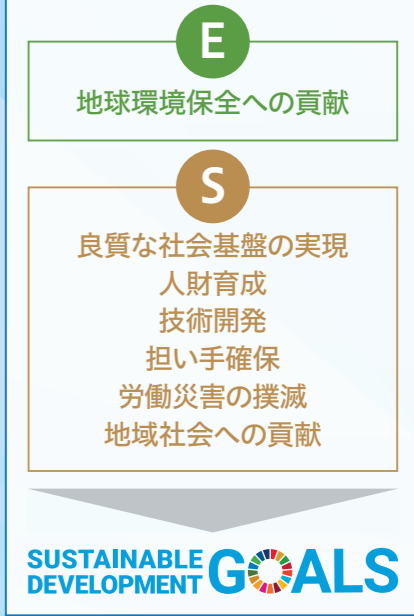 E
地球環境保全への貢献
S
良質な社会基盤の実現
人財育成
技術開発
担い手確保
労働災害の撲滅
地域社会への貢献
SUSTAINABLE
DEVELOPMENT GOALS